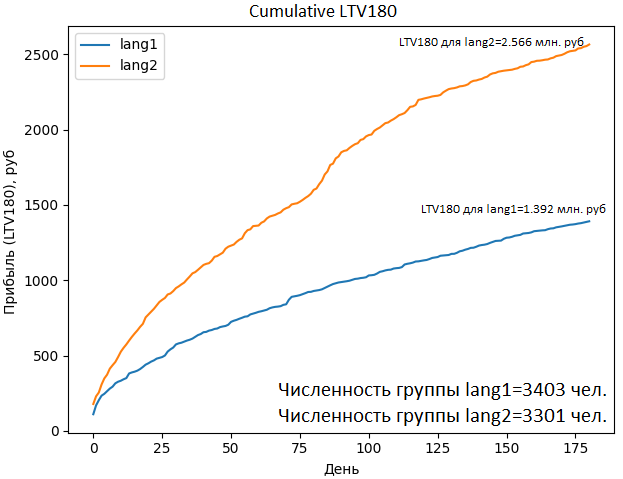 Cumulative LTV180
lang1
lang2
LTV180 для lang2=2.566 млн. руб
LTV180 для lang1=1.392 млн. руб
Численность группы lang1=3403 чел.
Численность группы lang2=3301 чел.
Прибыль (LTV180), руб
2500
2000
1500
1000
500
0
0 25 50 75 100 125 150 175
День